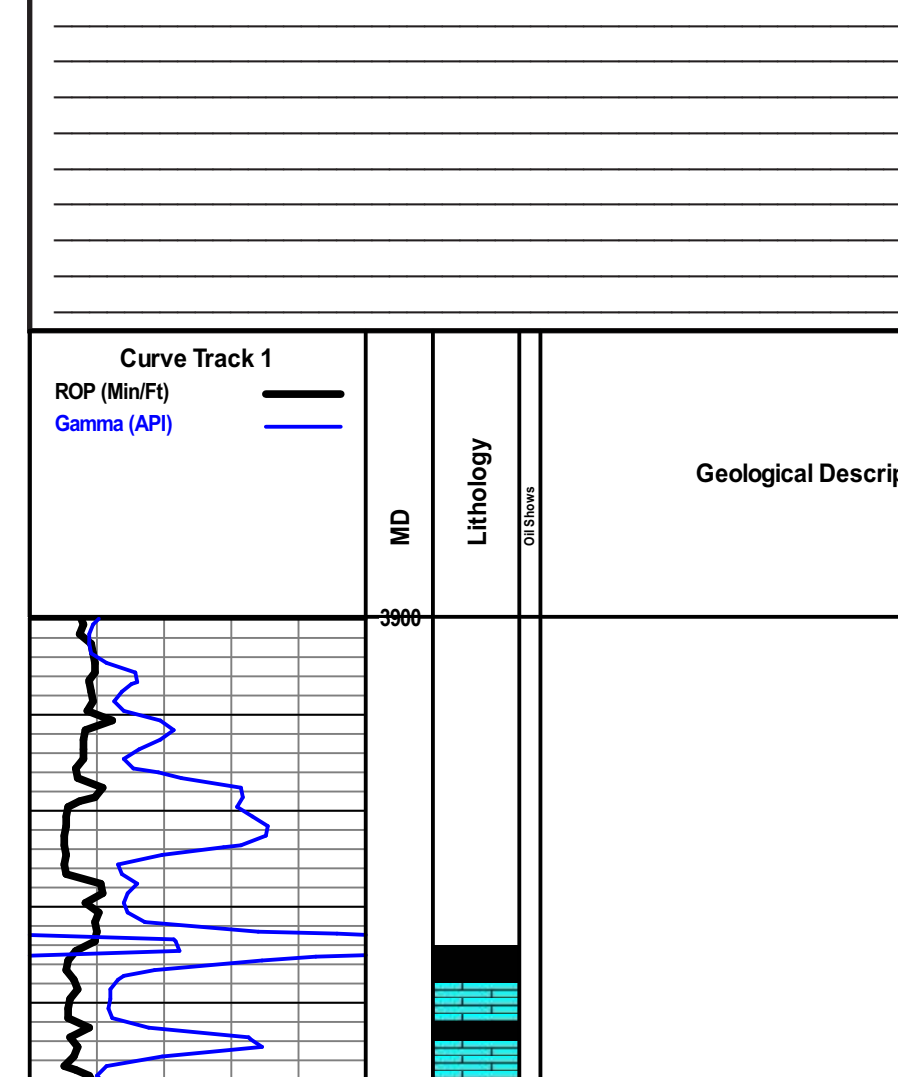 Curve Track 1
ROP (Min/Ft)
Gamma (API)
MD
Lithology
Oil Shows
Geological Descrip
3900